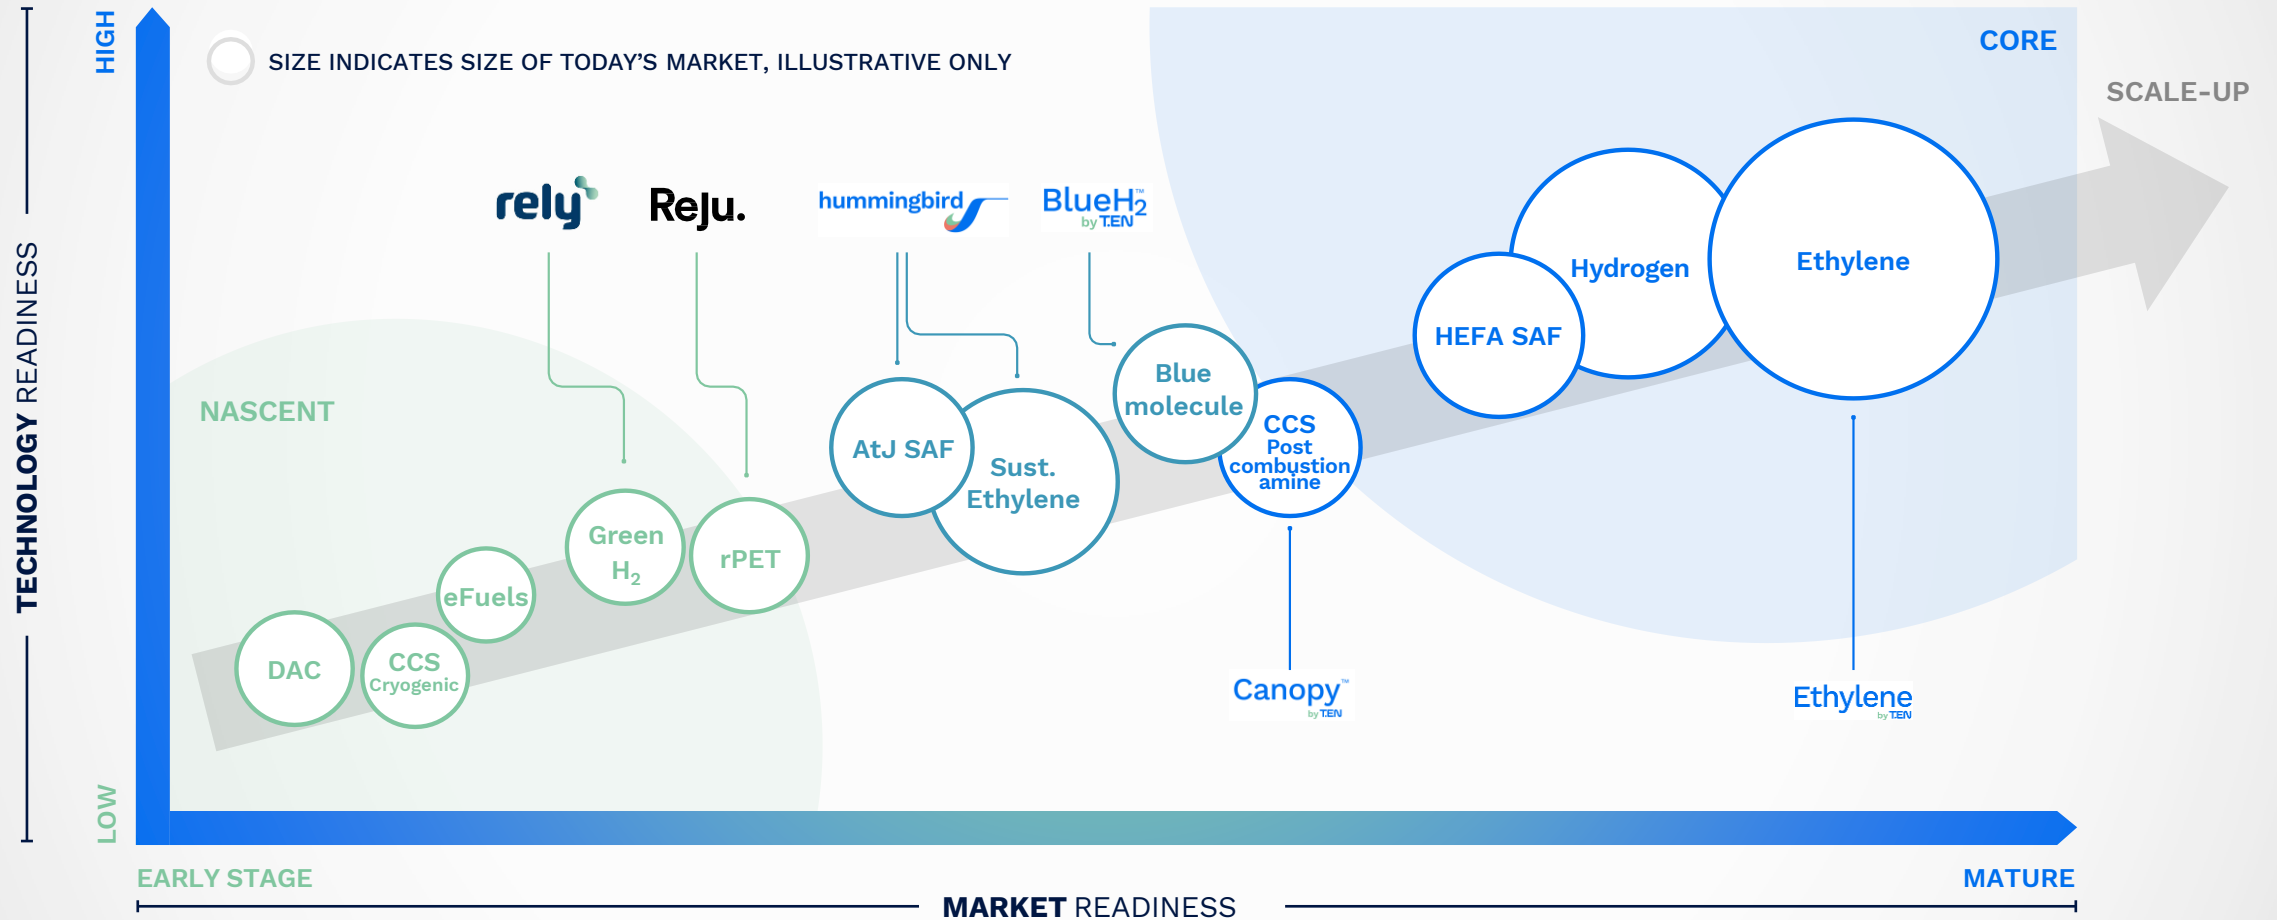 HIGH
SIZE INDICATES SIZE OF TODAY’S MARKET, ILLUSTRATIVE ONLY
CORE
SCALE-UP
rely
ReJu.
hummingbird
BlueH2™
by T.EN
TECHNOLOGY READINESS
NASCENT
Hydrogen
Ethylene
HEFA SAF
Blue
molecule
CCS
Post
combustion
amine
AtJ SAF
Sust.
Ethylene
Green
H2
rPET
eFuels
DAC
CCS
Cryogenic
Canopy™
by T.EN
Ethylene
by T.EN
LOW
EARLY STAGE
MATURE
MARKET READINESS